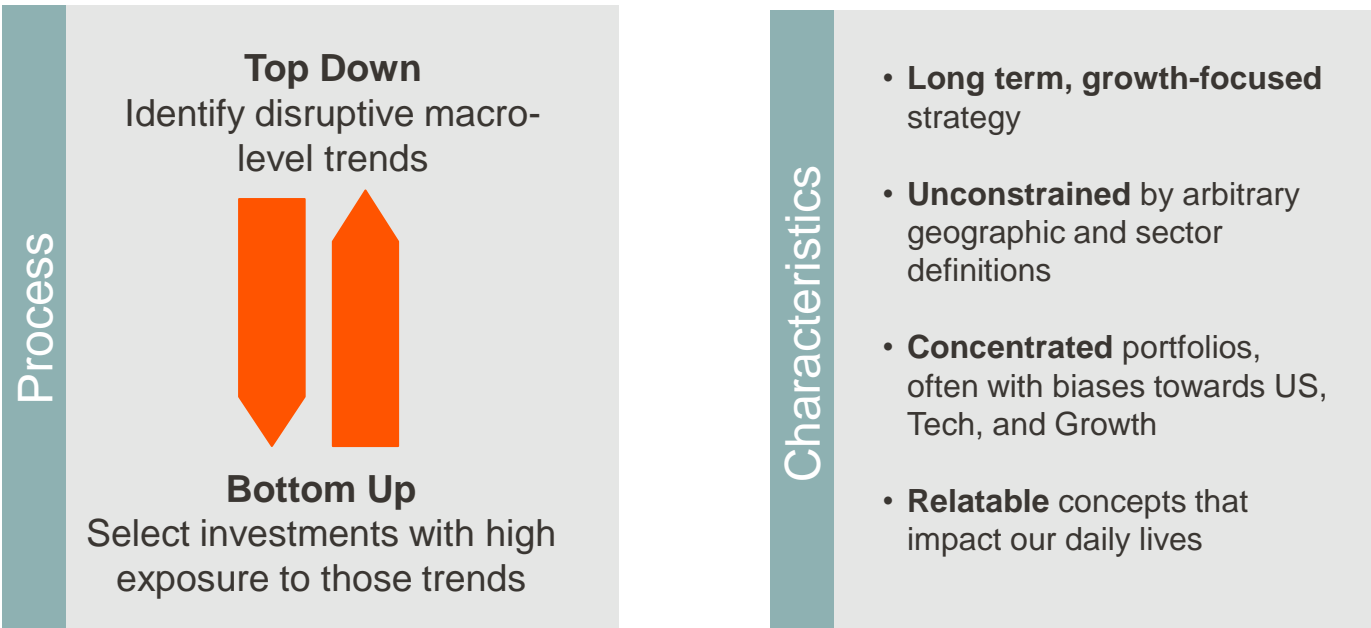 Process
Top Down
Identify disruptive macro-
level trends
Bottom Up
Select investments with high
exposure to those trends
Characteristics
• Long term, growth-focused
strategy
• Unconstrained by arbitrary
geographic and sector
definitions
• Concentrated portfolios,
often with biases towards US,
Tech, and Growth
• Relatable concepts that
impact our daily lives